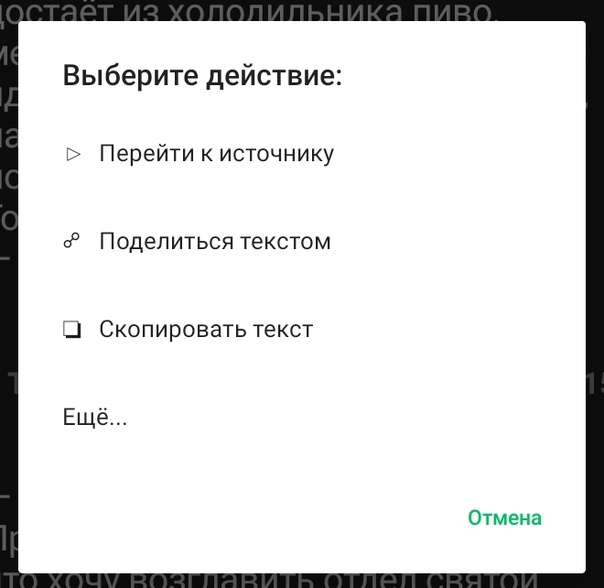 достаёт из холодильника пиво.
Выберите действие:
Перейти к источнику
Поделиться текстом
Скопировать текст
Ещё...
Отмена
что хочу возглавить отдел святой